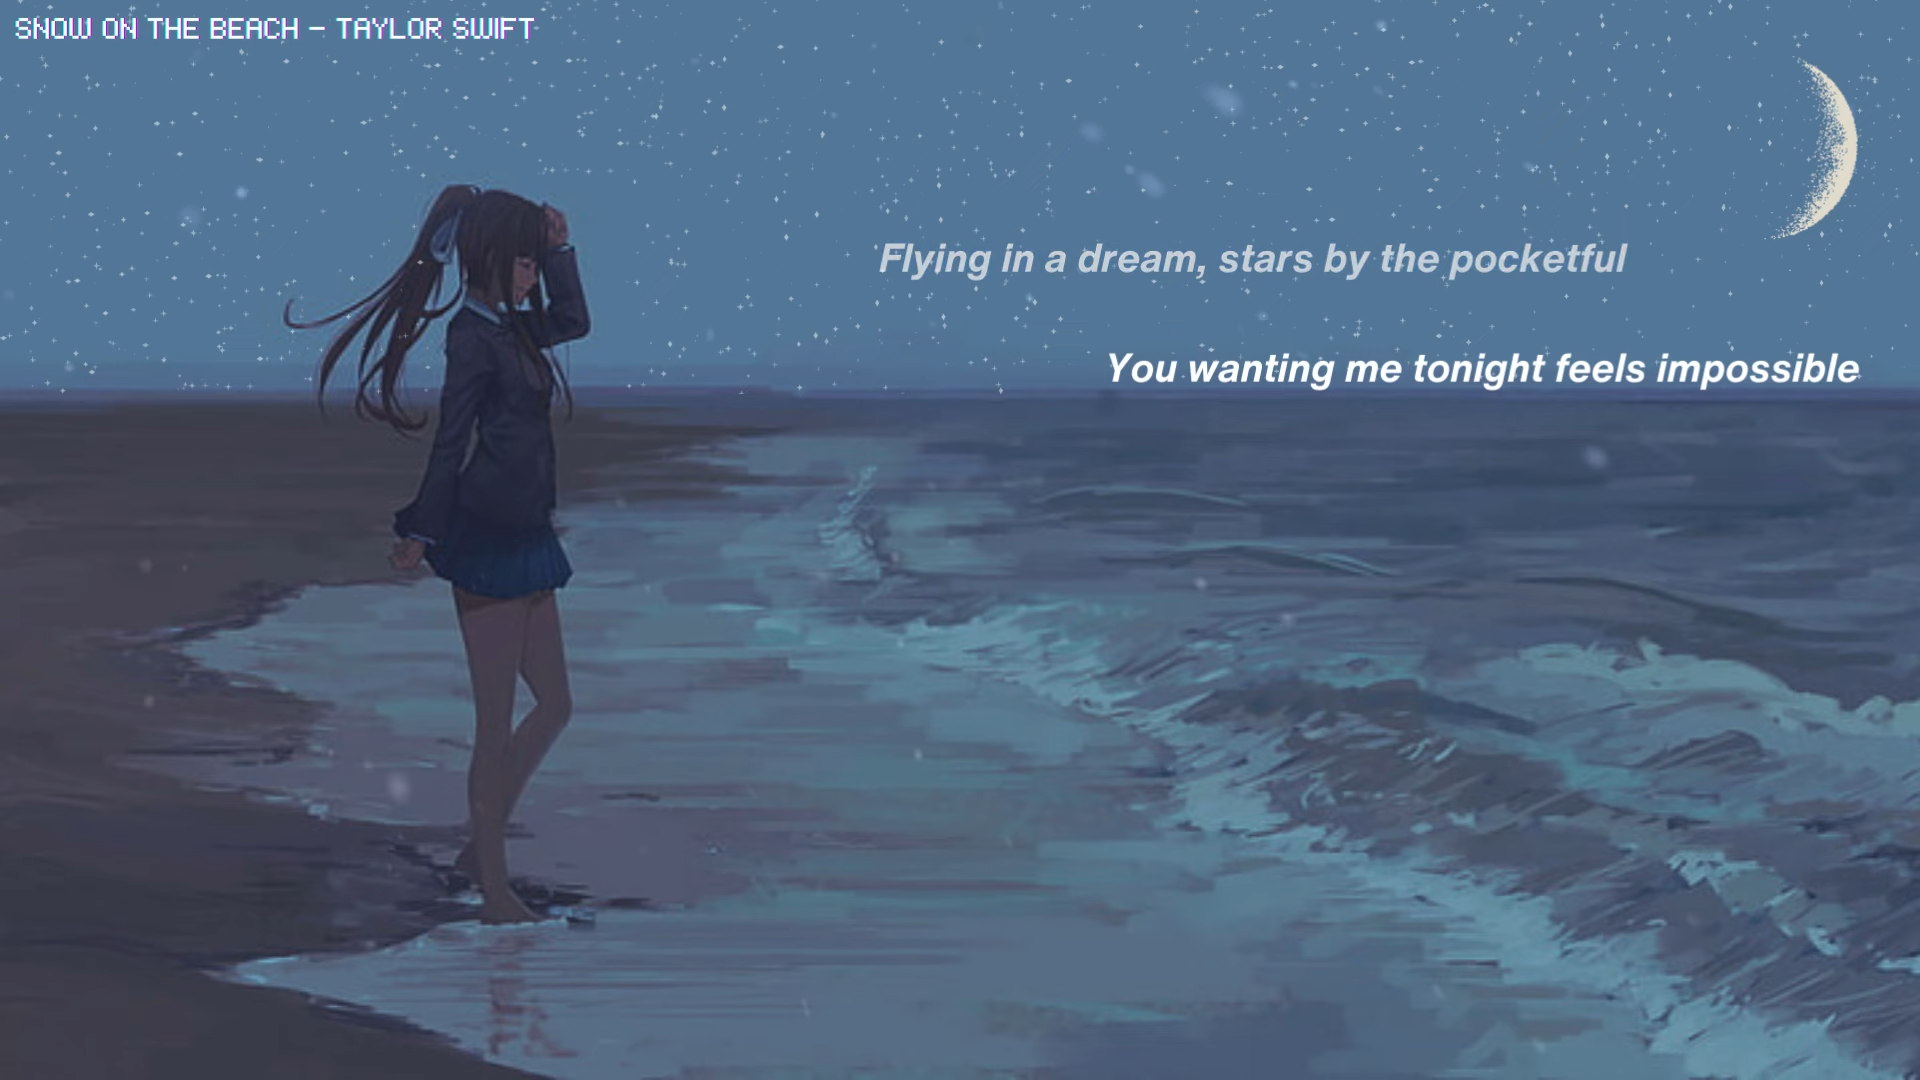 SNOW ON THE BEACH - TAYLOR SWIFT
Flying in a dream, stars by the pocketful
You wanting me tonight feels impossible